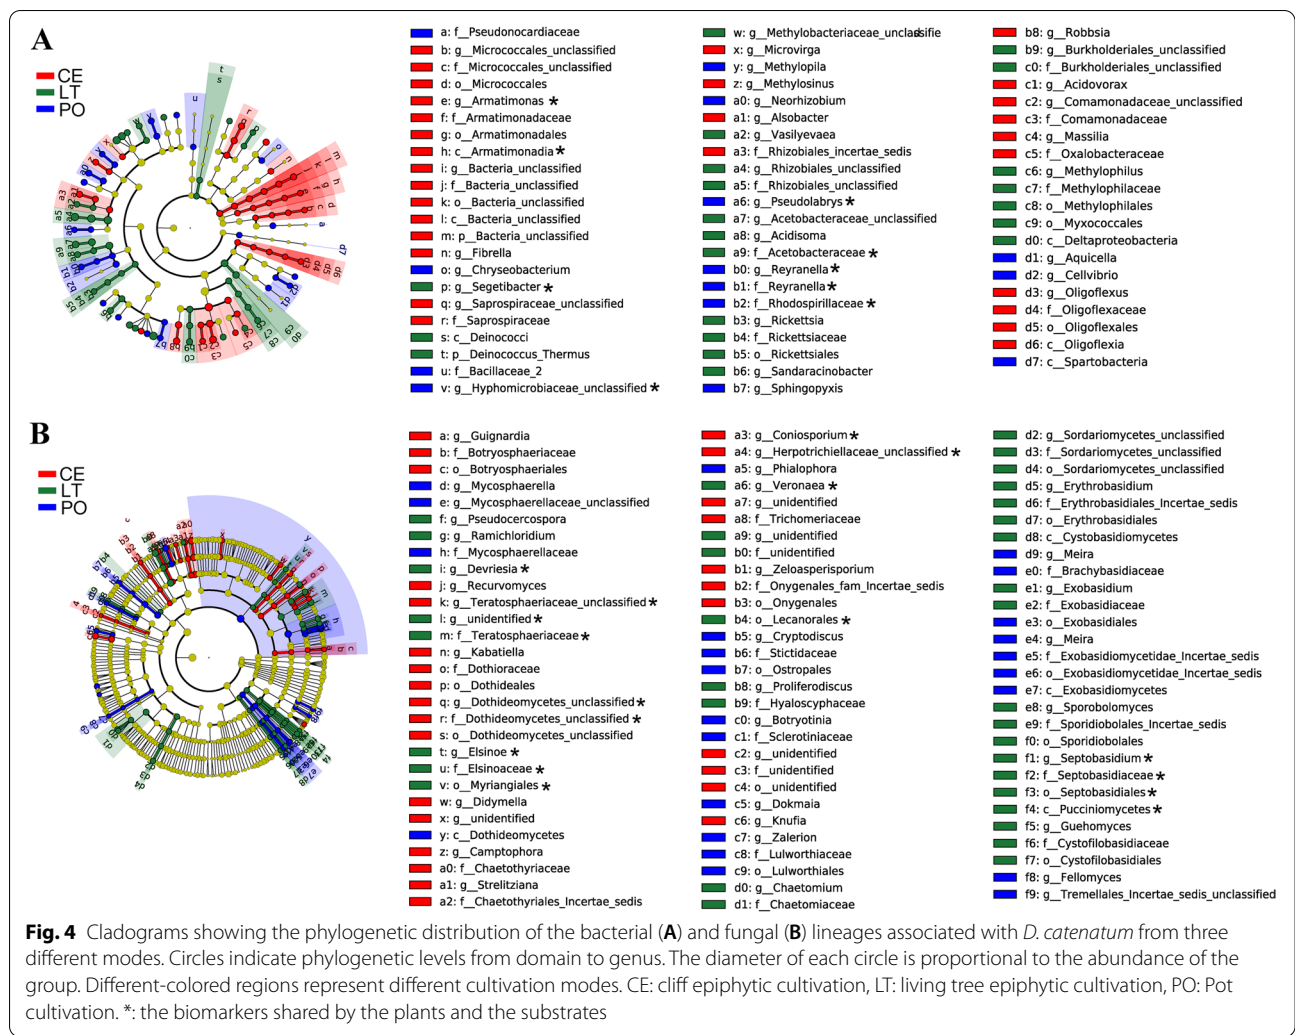 A
CE
LT
PO
a: f__Pseudonocardiaceae
b: g__Micrococcales_unclassified
c: f__Micrococcales_unclassified
d: o__Micrococcales
e: g__Armatimonas *
f: f__Armatimonadaceae
g: o__Armatimonadales
h: c__Armatimonadia *
i: g__Bacteria_unclassified
j: f__Bacteria_unclassified
k: o__Bacteria_unclassified
l: c__Bacteria_unclassified
m: p__Bacteria_unclassified
n: g__Fibrella
o: g__Chryseobacterium
p: g__Segetibacter *
q: g__Saprospiraceae_unclassified
r: f__Saprospiraceae
s: c__Deinococci
t: p__Deinococcus_Thermus
u: f__Bacillaceae_2
v: g__Hyphomicrobiaceae_unclassified *
w: g__Methylobacteriaceae_unclassifie
x: g__Microvirga
y: g__Methylopila
z: g__Methylosinus
a0: g__Neorhizobium
a1: g__Alsobacter
a2: g__Vasilyevaea
a3: f__Rhizobiales_incertae_sedis
a4: g__Rhizobiales_unclassified
a5: f__Rhizobiales_unclassified
a6: g__Pseudolabrys *
a7: g__Acetobacteraceae_unclassified
a8: g__Acidisoma
a9: f__Acetobacteraceae *
b0: g__Reyranella *
b1: f__Reyranella *
b2: f__Rhodospirillaceae *
b3: g__Rickettsia
b4: f__Rickettsiaceae
b5: o__Rickettsiales
b6: g__Sandaracinobacter
b7: g__Sphingopyxis
b8: g__Robbsia
b9: g__Burkholderiales_unclassified
c0: f__Burkholderiales_unclassified
c1: g__Acidovorax
c2: g__Comamonadaceae_unclassified
c3: f__Comamonadaceae
c4: g__Massilia
c5: f__Oxalobacteraceae
c6: g__Methylophilus
c7: f__Methylophilaceae
c8: o__Methylophilales
c9: o__Myxococcales
d0: c__Deltaproteobacteria
d1: g__Aquicella
d2: g__Cellvibrio
d3: g__Oligoflexus
d4: f__Oligoflexaceae
d5: o__Oligoflexales
d6: c__Oligoflexia
d7: c__Spartobacteria
B
CE
LT
PO
a: g__Guignardia
b: f__Botryosphaeriaceae
c: o__Botryosphaeriales
d: g__Mycosphaerella
e: g__Mycosphaerellaceae_unclassified
f: g__Pseudocercospora
g: g__Ramichloridium
h: f__Mycosphaerellaceae
i: g__Devriesia *
j: g__Recurvomyces
k: g__Teratosphaeriaceae_unclassified *
l: g__unidentified *
m: f__Teratosphaeriaceae *
n: g__Kabatiella
o: f__Dothioraceae
p: o__Dothideales
q: g__Dothideomycetes_unclassified *
r: f__Dothideomycetes_unclassified *
s: o__Dothideomycetes_unclassified
t: g__Elsinoe *
u: f__Elsinoaceae *
v: o__Myriangiales *
w: g__Didymella
x: g__unidentified
y: c__Dothideomycetes
z: g__Camptophora
a0: f__Chaetothyriaceae
a1: g__Strelitziana
a2: f__Chaetothyriales_Incertae_sedis
a3: g__Coniosporium *
a4: g__Herpotrichiellaceae_unclassified *
a5: g__Phialophora
a6: g__Veronaea *
a7: g__unidentified
a8: f__Trichomeriaceae
a9: g__unidentified
b0: f__unidentified
b1: g__Zeloasperisporium
b2: f__Onygenales_fam_Incertae_sedis
b3: o__Onygenales
b4: o__Lecanorales *
b5: g__Cryptodiscus
b6: f__Stictidaceae
b7: o__Ostropales
b8: g__Proliferodiscus
b9: f__Hyaloscyphaceae
c0: g__Botryotinia
c1: f__Sclerotiniaceae
c2: g__unidentified
c3: f__unidentified
c4: o__unidentified
c5: g__Dokmaia
c6: g__Knufia
c7: g__Zalerion
c8: f__Lulworthiaceae
c9: o__Lulworthiales
d0: g__Chaetomium
d1: f__Chaetomiaceae
d2: g__Sordariomycetes_unclassified
d3: f__Sordariomycetes_unclassified
d4: o__Sordariomycetes_unclassified
d5: g__Erythrobasidium
d6: f__Erythrobasidiales_Incertae_sedis
d7: o__Erythrobasidiales
d8: c__Cystobasidiomycetes
d9: g__Meira
e0: f__Brachybasidiaceae
e1: g__Exobasidium
e2: f__Exobasidiaceae
e3: o__Exobasidiales
e4: g__Meira
e5: f__Exobasidiomycetidae_Incertae_sedis
e6: o__Exobasidiomycetidae_Incertae_sedis
e7: c__Exobasidiomycetes
e8: g__Sporobolomyces
e9: f__Sporidiobolales_Incertae_sedis
f0: o__Sporidiobolales
f1: g__Septobasidium *
f2: f__Septobasidiaceae *
f3: o__Septobasidiales *
f4: c__Pucciniomycetes *
f5: g__Guehomyces
f6: f__Cystofilobasidiaceae
f7: o__Cystofilobasidiales
f8: g__Fellomyces
f9: g__Tremellales_Incertae_sedis_unclassified
Fig. 4 Cladograms showing the phylogenetic distribution of the bacterial (A) and fungal (B) lineages associated with D. catenatum from three
different modes. Circles indicate phylogenetic levels from domain to genus. The diameter of each circle is proportional to the abundance of the
group. Different-colored regions represent different cultivation modes. CE: cliff epiphytic cultivation, LT: living tree epiphytic cultivation, PO: Pot
cultivation. *: the biomarkers shared by the plants and the substrates